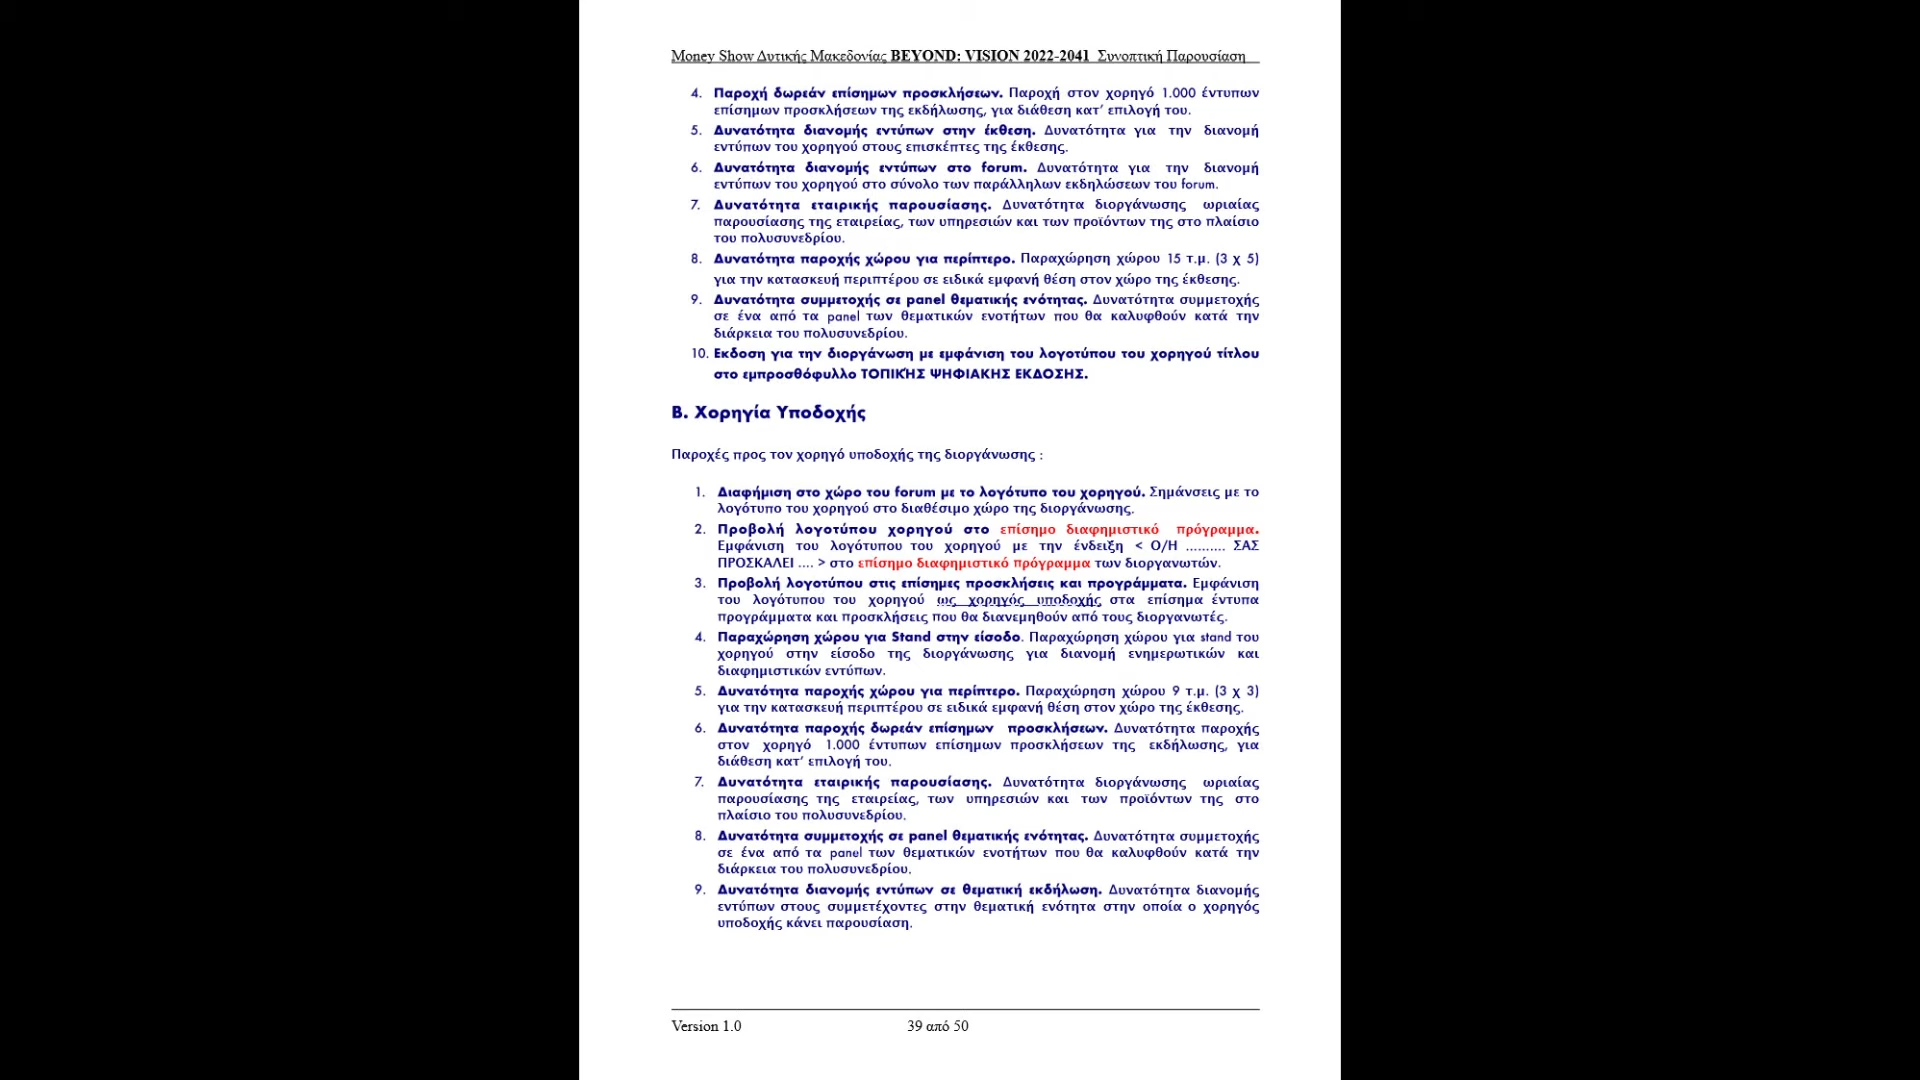 Money Show Δυτικής Μακεδονίας BEYOND: VISION 2022-2041 Συνοπτική Παρουσίαση
4. Παροχή δωρεάν επίσημων προσκλήσεων. Παροχή στον χορηγό 1.000 έντυπων
επίσημων προσκλήσεων της εκδήλωσης, για διάθεση κατ’ επιλογή του.
5. Δυνατότητα διανομής εντύπων στην έκθεση. Δυνατότητα για την διανομή
εντύπων του χορηγού στους επισκέπτες της έκθεσης.
6. Δυνατότητα διανομής εντύπων στο forum. Δυνατότητα για την διανομή
εντύπων του χορηγού στο σύνολο των παράλληλων εκδηλώσεων του forum.
7. Δυνατότητα εταιρικής παρουσίασης. Δυνατότητα διοργάνωσης ωριαίας
παρουσίασης της εταιρείας, των υπηρεσιών και των προϊόντων της στο πλαίσιο
του πολυσυνεδρίου.
8. Δυνατότητα παροχής χώρου για περίπτερο. Παραχώρηση χώρου 15 τ.μ. (3 χ 5)
για την κατασκευή περιπτέρου σε ειδικά εμφανή θέση στον χώρο της έκθεσης.
9. Δυνατότητα συμμετοχής σε panel θεματικής ενότητας. Δυνατότητα συμμετοχής
σε ένα από τα panel των θεματικών ενοτήτων που θα καλυφθούν κατά την
διάρκεια του πολυσυνεδρίου.
10. Εκδοση για την διοργάνωση με εμφάνιση του λογοτύπου του χορηγού τίτλου
στο εμπροσθόφυλλο ΤΟΠΙΚΉΣ ΨΗΦΙΑΚΗΣ ΕΚΔΟΣΗΣ.
Β. Χορηγία Υποδοχής
Παροχές προς τον χορηγό υποδοχής της διοργάνωσης :
1. Διαφήμιση στο χώρο του forum με το λογότυπο του χορηγού. Σημάνσεις με το
λογότυπο του χορηγού στο διαθέσιμο χώρο της διοργάνωσης.
2. Προβολή λογοτύπου χορηγού στο επίσημο διαφημιστικό πρόγραμμα.
Εμφάνιση του λογότυπου του χορηγού με την ένδειξη < Ο/Η .......... ΣΑΣ
ΠΡΟΣΚΑΛΕΙ .... > στο επίσημο διαφημιστικό πρόγραμμα των διοργανωτών.
3. Προβολή λογοτύπου στις επίσημες προσκλήσεις και προγράμματα. Εμφάνιση
του λογότυπου του χορηγού ως χορηγός υποδοχής στα επίσημα έντυπα
προγράμματα και προσκλήσεις που θα διανεμηθούν από τους διοργανωτές.
4. Παραχώρηση χώρου για Stand στην είσοδο. Παραχώρηση χώρου για stand του
χορηγού στην είσοδο της διοργάνωσης για διανομή ενημερωτικών και
διαφημιστικών εντύπων.
5. Δυνατότητα παροχής χώρου για περίπτερο. Παραχώρηση χώρου 9 τ.μ. (3 χ 3)
για την κατασκευή περιπτέρου σε ειδικά εμφανή θέση στον χώρο της έκθεσης.
6. Δυνατότητα παροχής δωρεάν επίσημων προσκλήσεων. Δυνατότητα παροχής
στον χορηγό 1.000 έντυπων επίσημων προσκλήσεων της εκδήλωσης, για
διάθεση κατ’ επιλογή του.
7. Δυνατότητα εταιρικής παρουσίασης. Δυνατότητα διοργάνωσης ωριαίας
παρουσίασης της εταιρείας, των υπηρεσιών και των προϊόντων της στο
πλαίσιο του πολυσυνεδρίου.
8. Δυνατότητα συμμετοχής σε panel θεματικής ενότητας. Δυνατότητα συμμετοχής
σε ένα από τα panel των θεματικών ενοτήτων που θα καλυφθούν κατά την
διάρκεια του πολυσυνεδρίου.
9. Δυνατότητα διανομής εντύπων σε θεματική εκδήλωση. Δυνατότητα διανομής
εντύπων στους συμμετέχοντες στην θεματική ενότητα στην οποία ο χορηγός
υποδοχής κάνει παρουσίαση.
Version 1.0 39 από 50